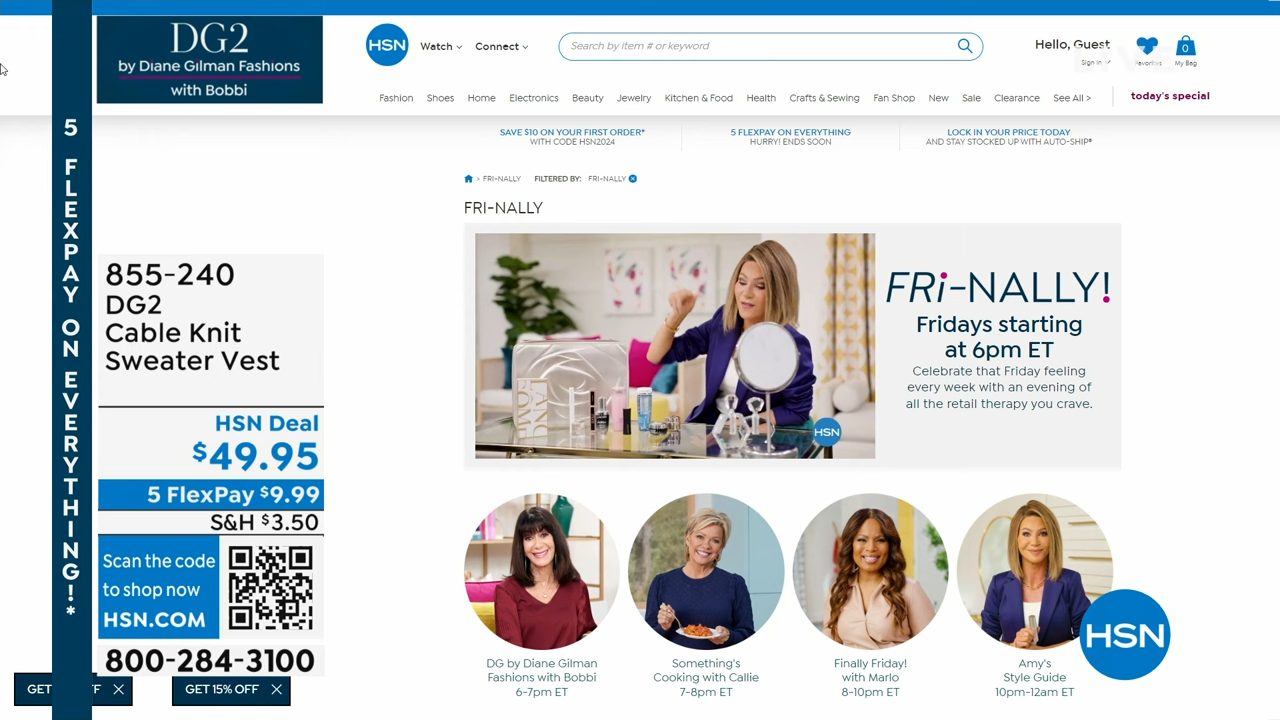 DG2
by Diane Gilman Fashions
with Bobbi
5 FLEXPAY ON EVERYTHING!*
855-240
DG2
Cable Knit
Sweater Vest
HSN Deal
$49.95
5 FlexPay $9.99
S&H $3.50
Scan the code
to shop now
HSN.COM
800-284-3100
GET
FF
GET 15% OFF
HSN
Watch
Connect
Search by item # or keyword
Hello, Guest
Sign In
Favorites
0
My Bag
Fashion Shoes Home Electronics Beauty Jewelry Kitchen & Food Health Crafts & Sewing Fan Shop New Sale Clearance See All >
today's special
SAVE $10 ON YOUR FIRST ORDER*
WITH CODE HSN2024
5 FLEXPAY ON EVERYTHING
HURRY! ENDS SOON
LOCK IN YOUR PRICE TODAY
AND STAY STOCKED UP WITH AUTO-SHIP®
> FRI-NALLY FILTERED BY: FRI-NALLY
FRI-NALLY
LANCOME
HSN
FRi-NALLY!
Fridays starting
at 6pm ET
Celebrate that Friday feeling
every week with an evening of
all the retail therapy you crave.
DG by Diane Gilman
Fashions with Bobbi
6-7pm ET
Something's
Cooking with Callie
7-8pm ET
Finally Friday!
with Marlo
8-10pm ET
Amy's
Style Guide
10pm-12am ET
HSN